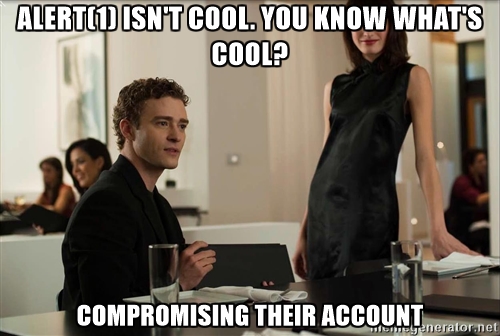 ALERT(1) ISN'T COOL. YOU KNOW WHAT'S
COOL?
COMPROMISING THEIR ACCOUNT
memegenerator.net